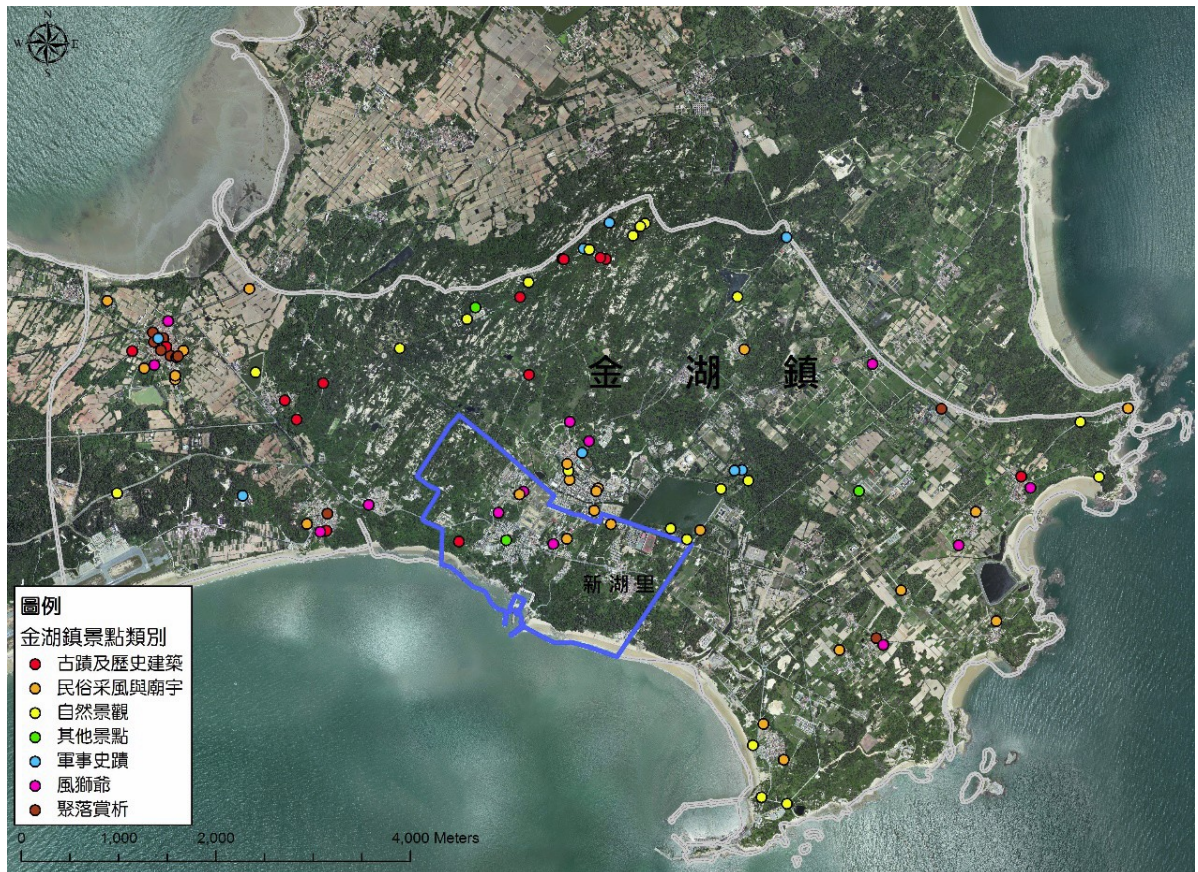 N
W E
S
金湖鎮
新湖里
圖例
金湖鎮景點類別
古蹟及歷史建築
民俗采風與廟宇
自然景觀
其他景點
軍事史蹟
風獅爺
聚落賞析
0 1,000 2,000 4,000 Meters